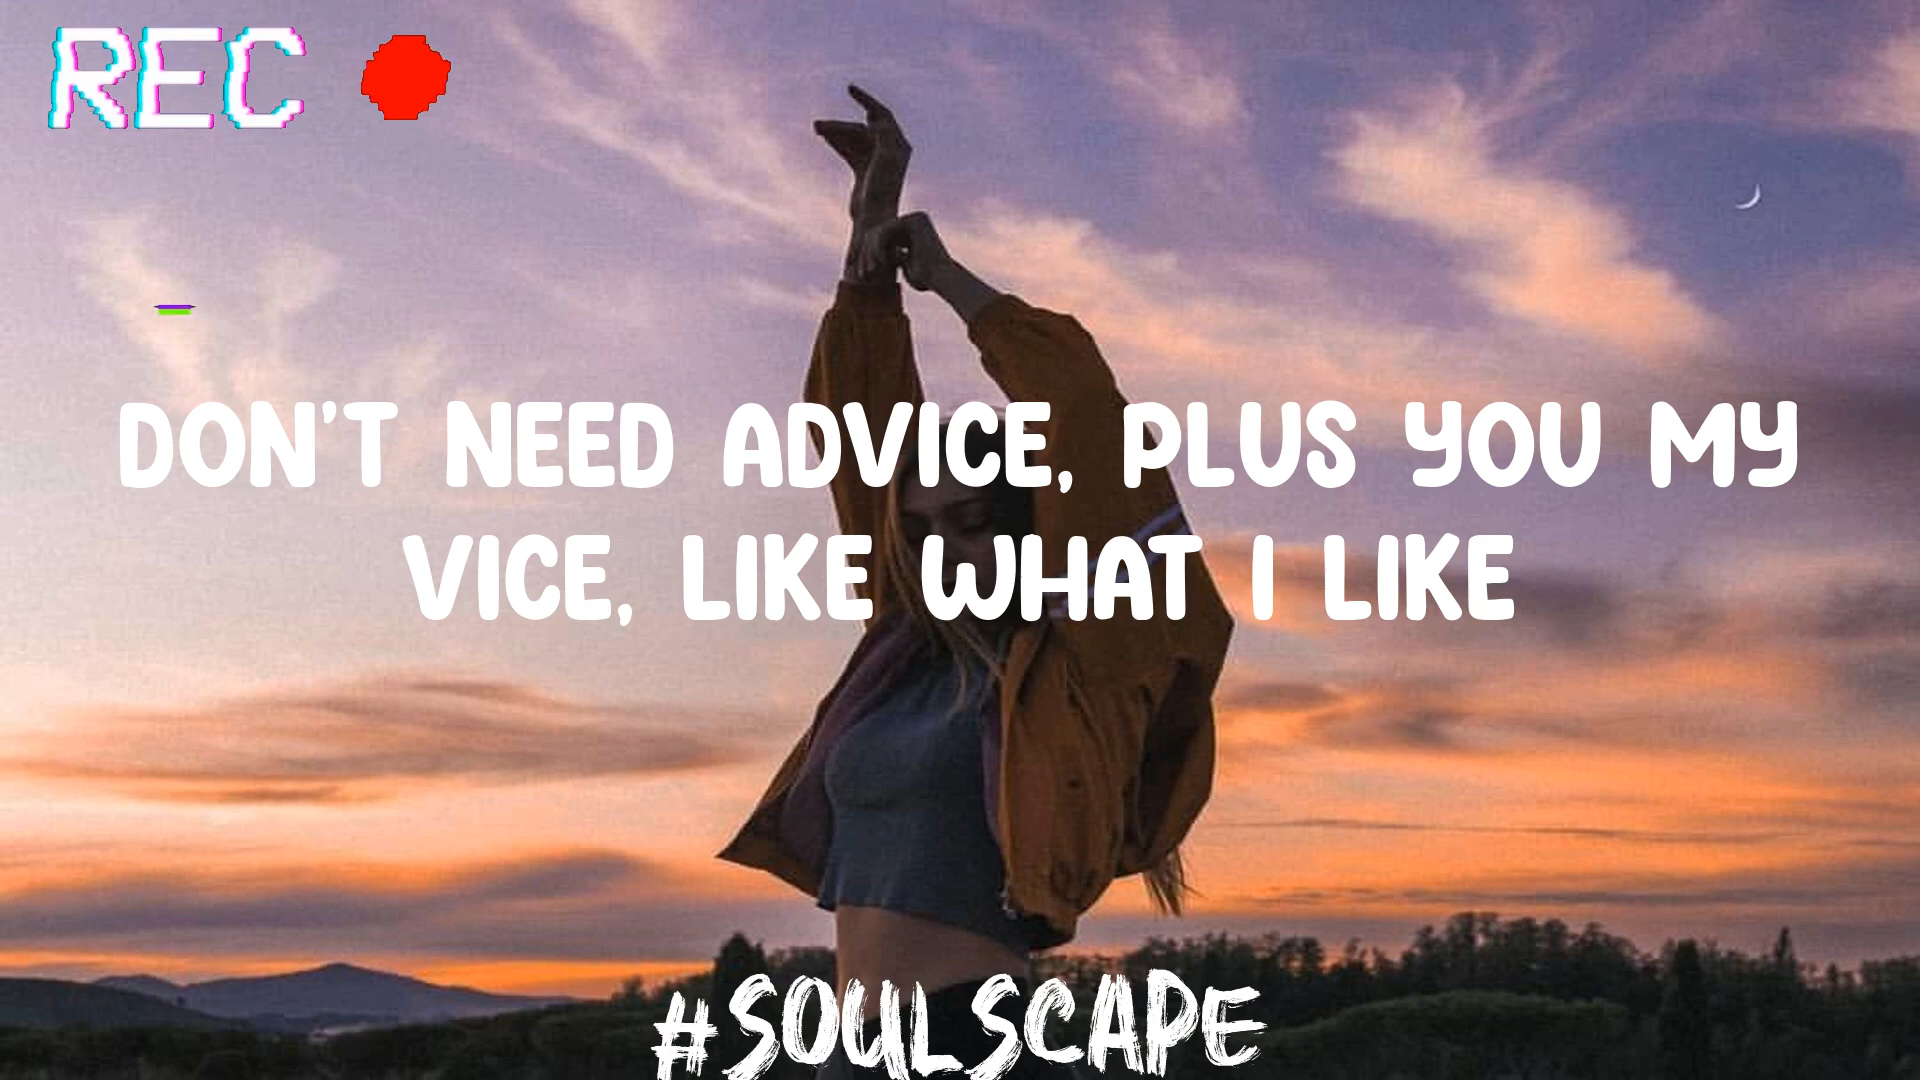 REC
DON'T NEED ADVICE, PLUS YOU MY
VICE, LIKE WHAT I LIKE
#SOULSCAPE